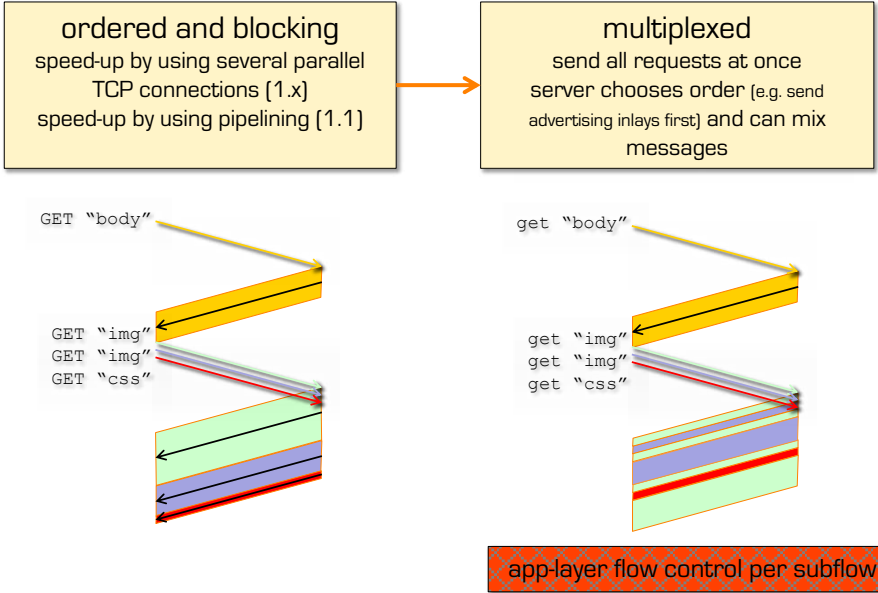 ordered and blocking
speed-up by using several parallel
TCP connections (1.x)
speed-up by using pipelining (1.1)
multiplexed
send all requests at once
server chooses order (e.g. send
advertising inlays first) and can mix
messages
GET “body”
GET “img”
GET “img”
GET “css”
get “body”
get “img”
get “img”
get “css”
app-layer flow control per subflow